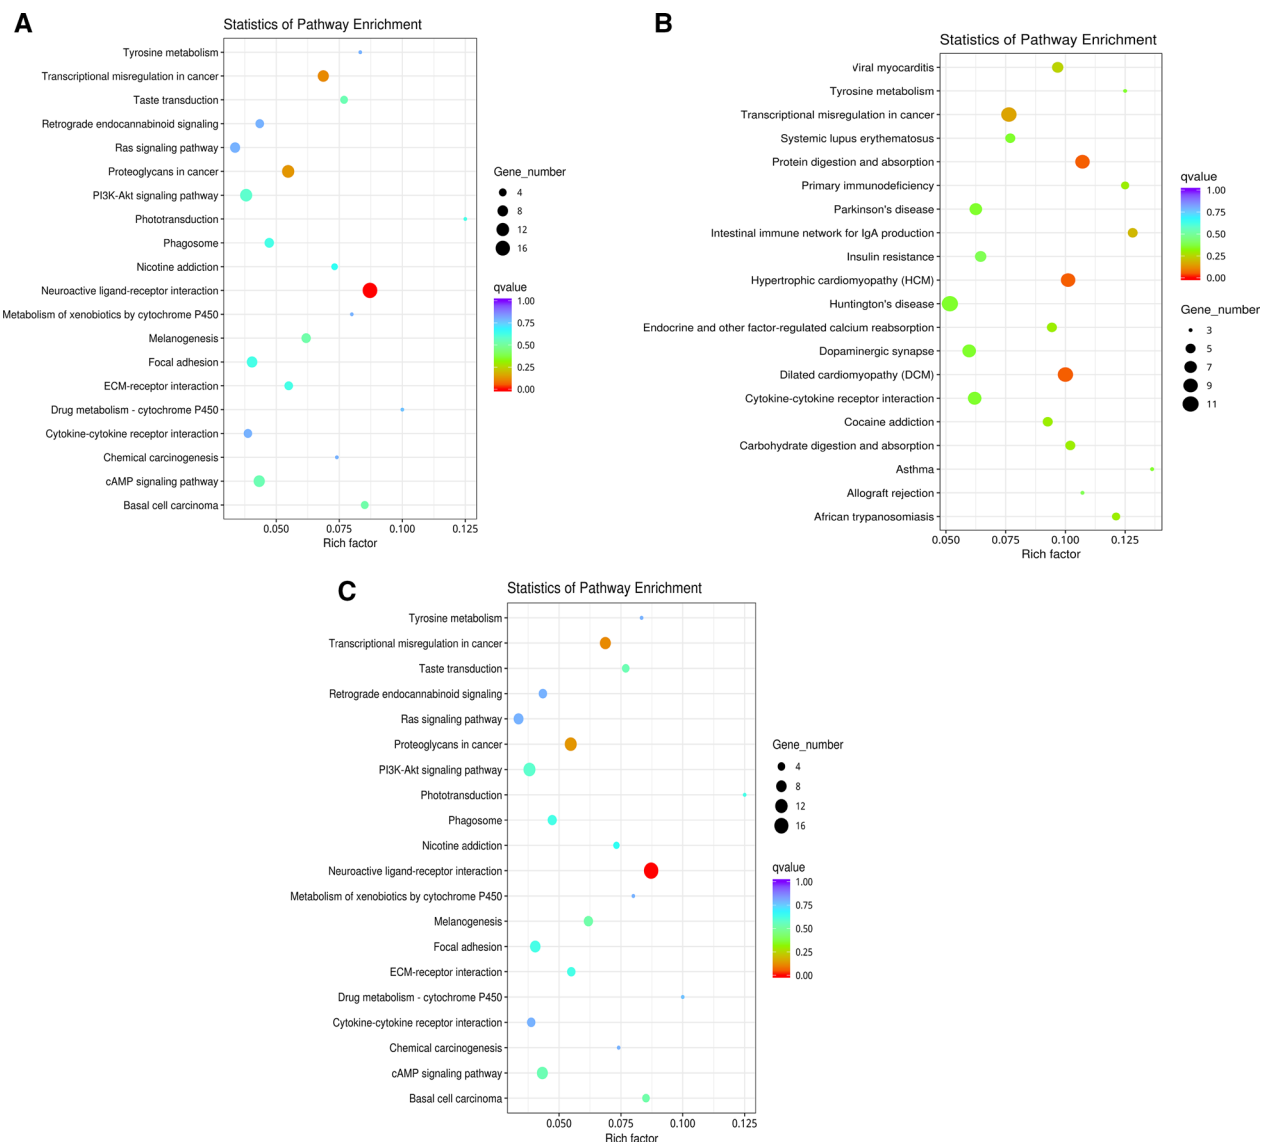 A
Statistics of Pathway Enrichment
Tyrosine metabolism
Transcriptional misregulation in cancer
Taste transduction
Retrograde endocannabinoid signaling
Ras signaling pathway
Proteoglycans in cancer
PI3K-Akt signaling pathway
Phototransduction
Phagosome
Nicotine addiction
Neuroactive ligand-receptor interaction
Metabolism of xenobiotics by cytochrome P450
Melanogenesis
Focal adhesion
ECM-receptor interaction
Drug metabolism - cytochrome P450
Cytokine-cytokine receptor interaction
Chemical carcinogenesis
cAMP signaling pathway
Basal cell carcinoma
0.050 0.075 0.100 0.125
Rich factor
Gene_number
4
8
12
16
qvalue
1.00
0.75
0.50
0.25
0.00
B
Statistics of Pathway Enrichment
Viral myocarditis
Tyrosine metabolism
Transcriptional misregulation in cancer
Systemic lupus erythematosus
Protein digestion and absorption
Primary immunodeficiency
Parkinson's disease
Intestinal immune network for IgA production
Insulin resistance
Hypertrophic cardiomyopathy (HCM)
Huntington's disease
Endocrine and other factor-regulated calcium reabsorption
Dopaminergic synapse
Dilated cardiomyopathy (DCM)
Cytokine-cytokine receptor interaction
Cocaine addiction
Carbohydrate digestion and absorption
Asthma
Allograft rejection
African trypanosomiasis
0.050 0.075 0.100 0.125
Rich factor
qvalue
1.00
0.75
0.50
0.25
0.00
Gene_number
3
5
7
9
11
C
Statistics of Pathway Enrichment
Tyrosine metabolism
Transcriptional misregulation in cancer
Taste transduction
Retrograde endocannabinoid signaling
Ras signaling pathway
Proteoglycans in cancer
PI3K-Akt signaling pathway
Phototransduction
Phagosome
Nicotine addiction
Neuroactive ligand-receptor interaction
Metabolism of xenobiotics by cytochrome P450
Melanogenesis
Focal adhesion
ECM-receptor interaction
Drug metabolism - cytochrome P450
Cytokine-cytokine receptor interaction
Chemical carcinogenesis
cAMP signaling pathway
Basal cell carcinoma
0.050 0.075 0.100 0.125
Rich factor
Gene_number
4
8
12
16
qvalue
1.00
0.75
0.50
0.25
0.00